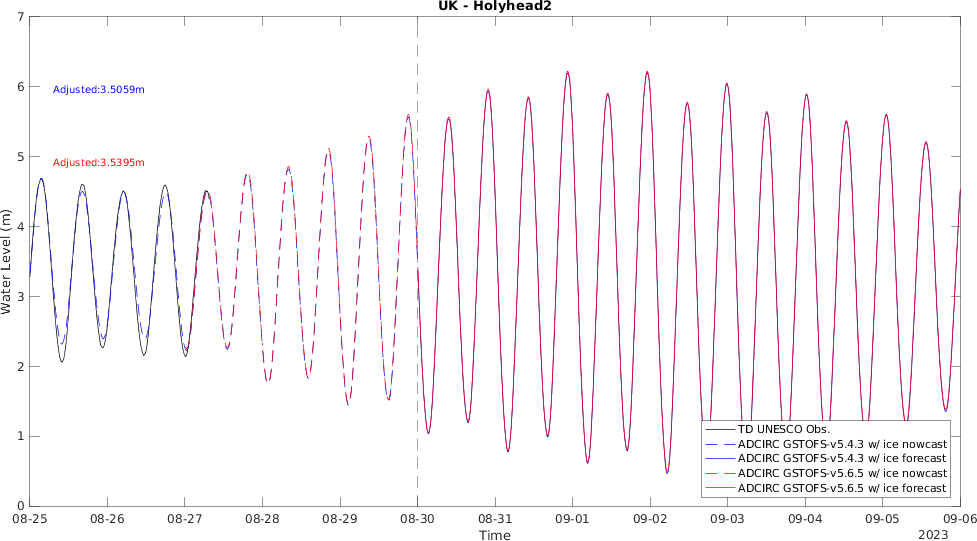 UK - Holyhead2
7
6
5
4
3
2
1
0
Water Level (m)
Adjusted:3.5059m
Adjusted:3.5395m
TD UNESCO Obs.
ADCIRC GSTOFS-v5.4.3 w/ ice nowcast
ADCIRC GSTOFS-v5.4.3 w/ ice forecast
ADCIRC GSTOFS-v5.6.5 w/ ice nowcast
ADCIRC GSTOFS-v5.6.5 w/ ice forecast
08-25 08-26 08-27 08-28 08-29 08-30 08-31 09-01 09-02 09-03 09-04 09-05 09-06
Time
2023